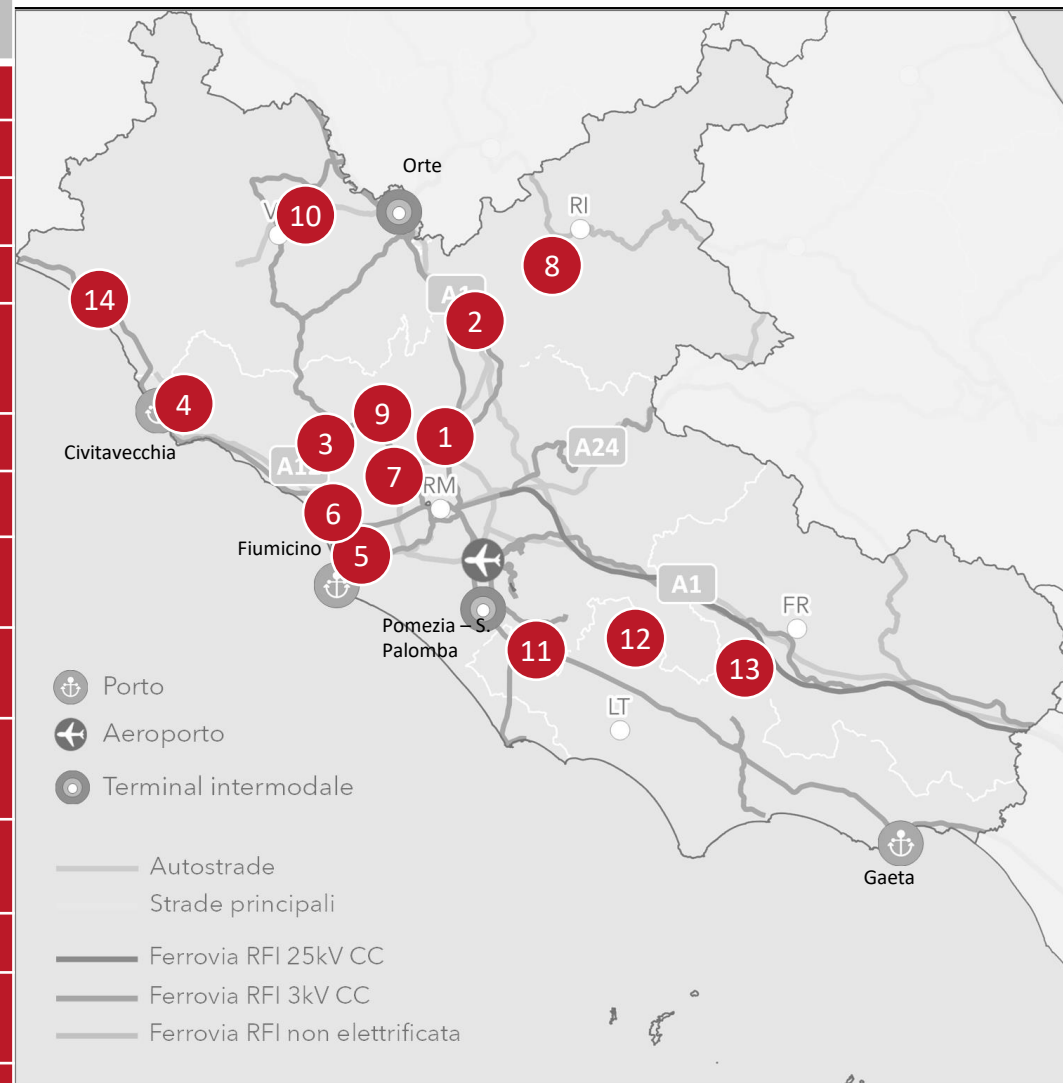 Orte
RI
V
10
8
A1
14
2
4
9
Civitavecchia
3
1
A24
A1
7
RM
6
Fiumicino
5
A1
FR
Pomezia – S.
Palomba
12
11
13
LT
Porto
Aeroporto
Terminal intermodale
Gaeta
Autostrade
Strade principali
Ferrovia RFI 25kV CC
Ferrovia RFI 3kV CC
Ferrovia RFI non elettrificata